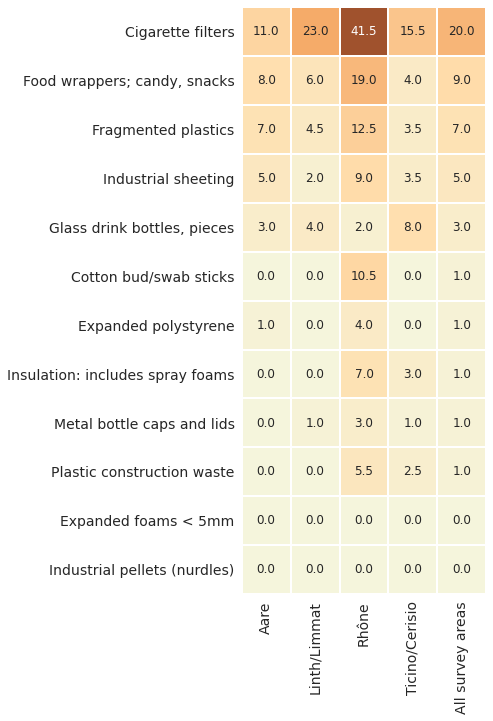 Cigarette filters 11.0 23.0 41.5 15.5 20.0
Food wrappers; candy, snacks 8.0 6.0 19.0 4.0 9.0
Fragmented plastics 7.0 4.5 12.5 3.5 7.0
Industrial sheeting 5.0 2.0 9.0 3.5 5.0
Glass drink bottles, pieces 3.0 4.0 2.0 8.0 3.0
Cotton bud/swab sticks 0.0 0.0 10.5 0.0 1.0
Expanded polystyrene 1.0 0.0 4.0 0.0 1.0
Insulation: includes spray foams 0.0 0.0 7.0 3.0 1.0
Metal bottle caps and lids 0.0 1.0 3.0 1.0 1.0
Plastic construction waste 0.0 0.0 5.5 2.5 1.0
Expanded foams < 5mm 0.0 0.0 0.0 0.0 0.0
Industrial pellets (nurdles) 0.0 0.0 0.0 0.0 0.0
Aare
Linth/Limmat
Rhône
Ticino/Cerisio
All survey areas